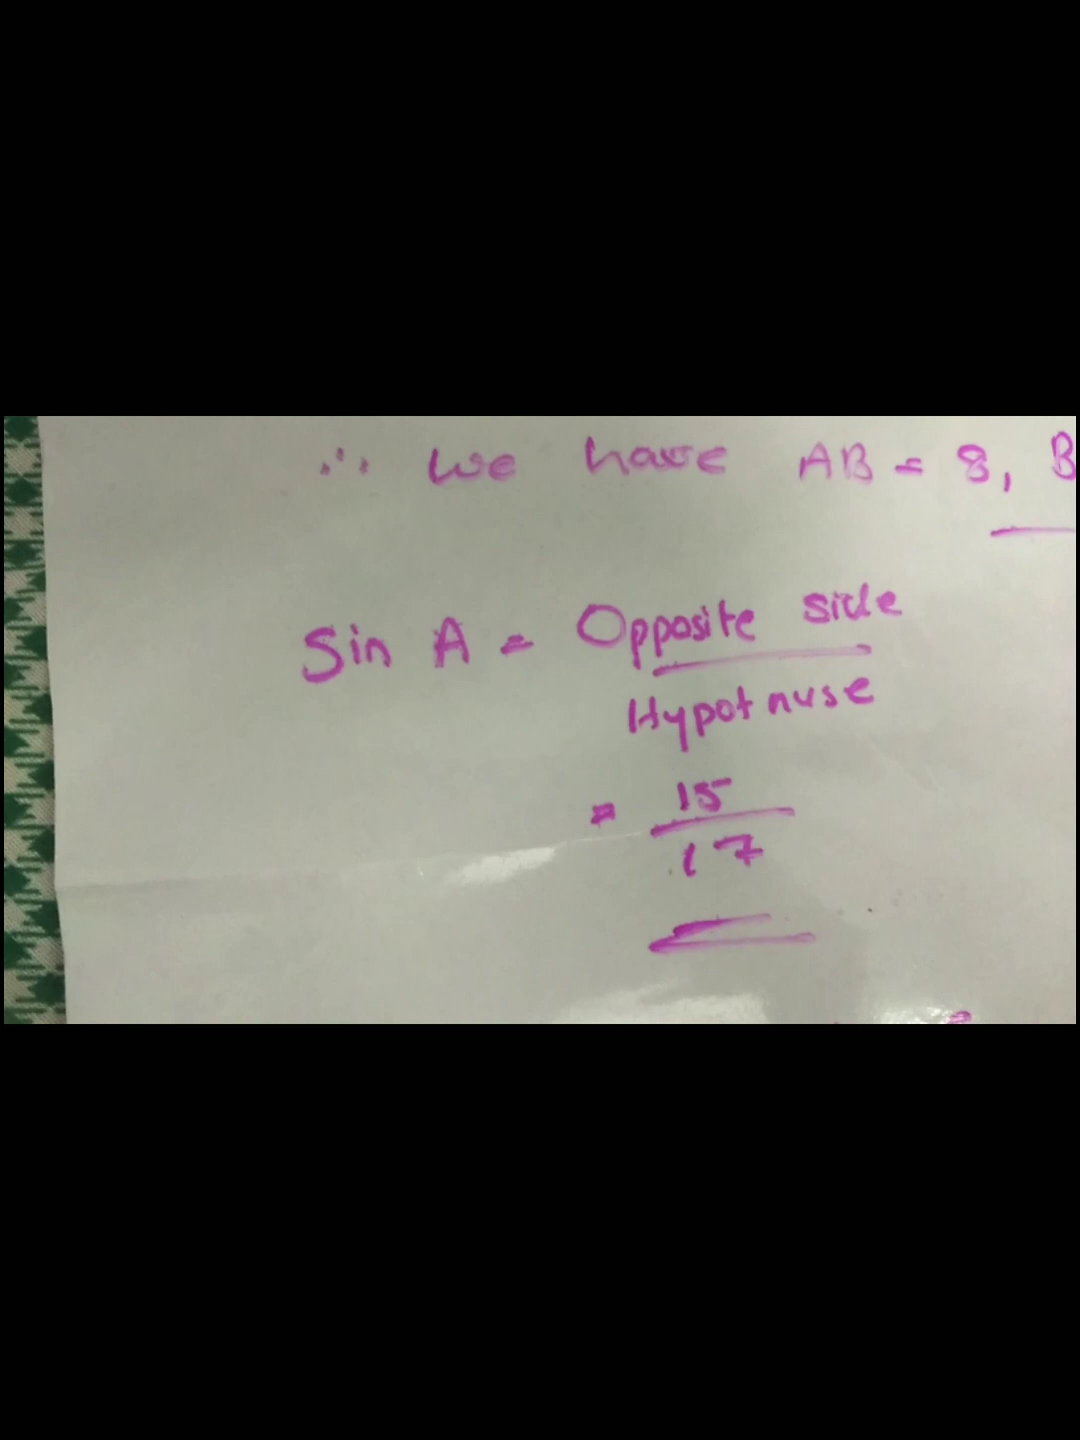 ∴ We have AB = 8, B
Sin A = Opposite side
Hypotnuse
= 15
17